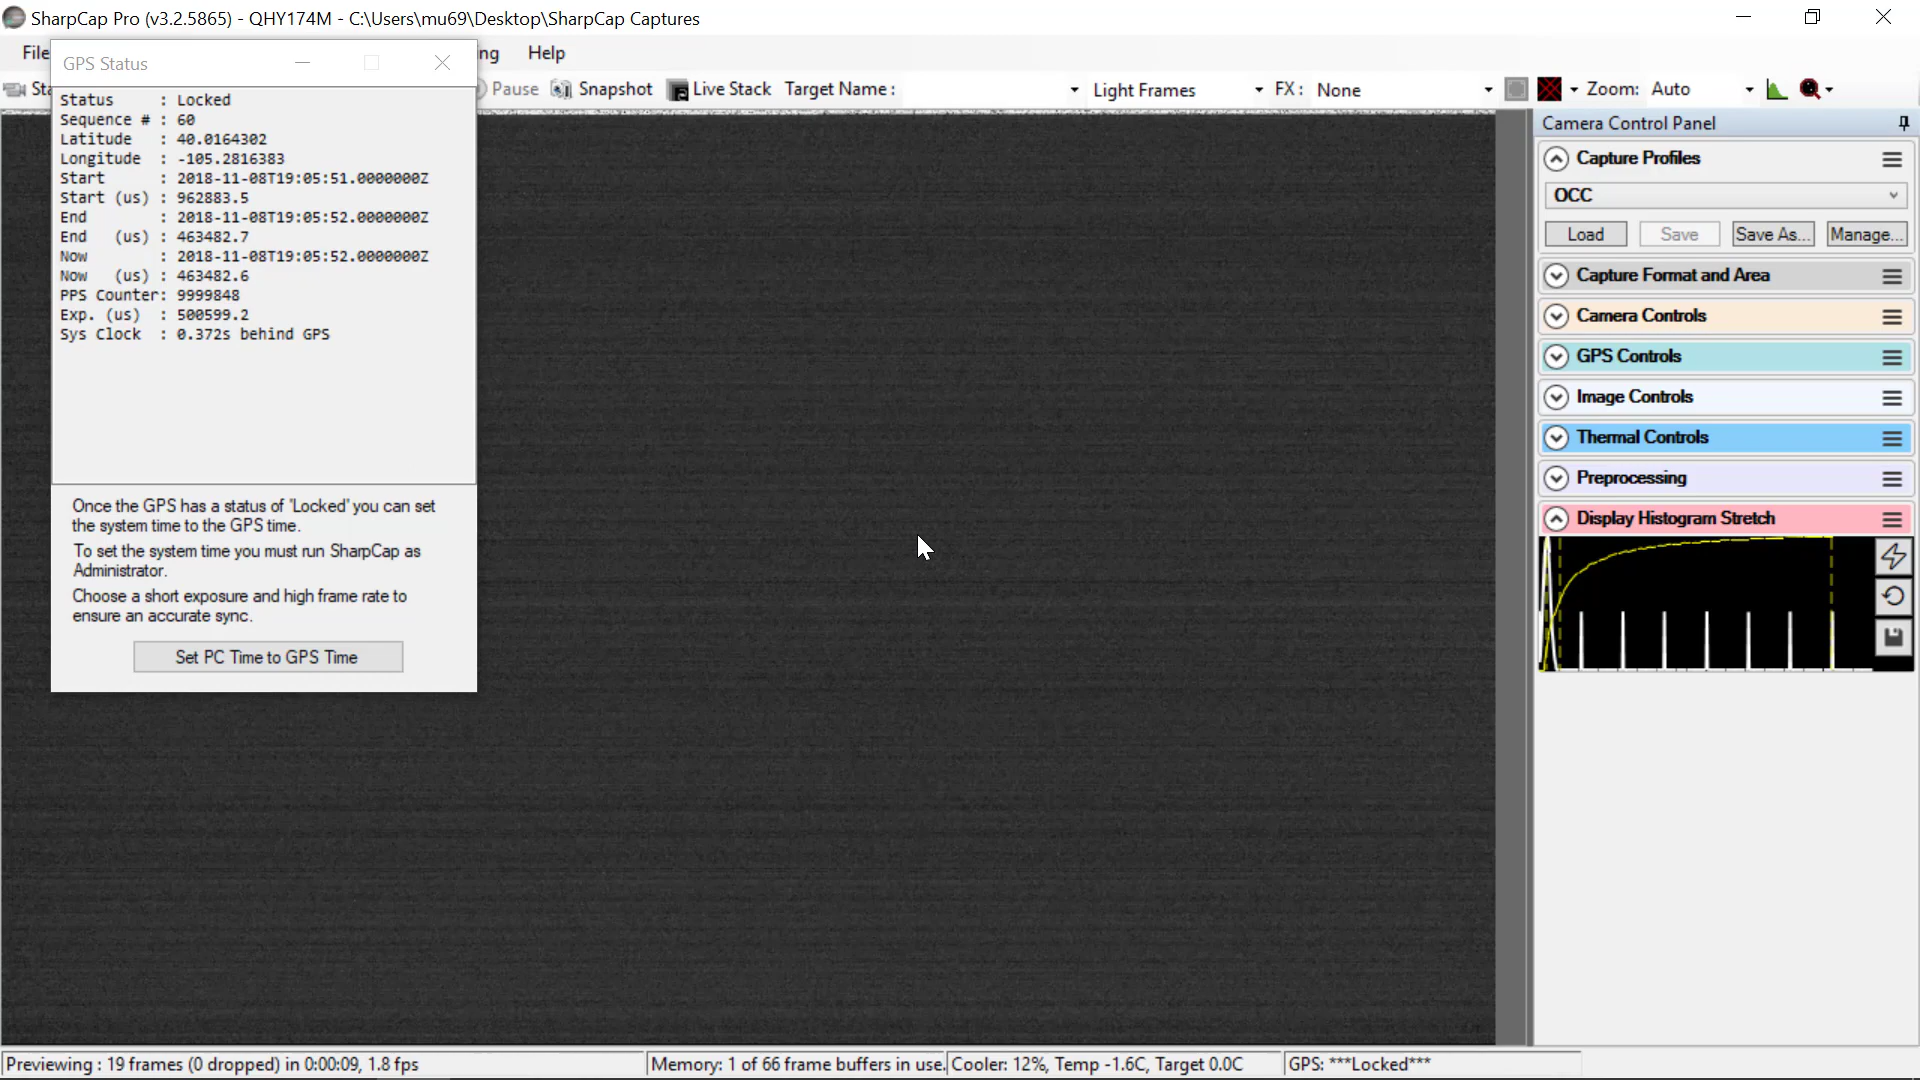 SharpCap Pro (v3.2.5865) - QHY174M - C:\Users\mu69\Desktop\SharpCap Captures
File
ng Help
GPS Status
Sta
Pause Snapshot Live Stack Target Name : Light Frames FX : None Zoom: Auto
Status : Locked
Sequence # : 60
Latitude : 40.0164302
Longitude : -105.2816383
Start : 2018-11-08T19:05:51.0000000Z
Start (us) : 962883.5
End : 2018-11-08T19:05:52.0000000Z
End (us) : 463482.7
Now : 2018-11-08T19:05:52.0000000Z
Now (us) : 463482.6
PPS Counter: 9999848
Exp. (us) : 500599.2
Sys Clock : 0.372s behind GPS
Once the GPS has a status of 'Locked' you can set
the system time to the GPS time.
To set the system time you must run SharpCap as
Administrator.
Choose a short exposure and high frame rate to
ensure an accurate sync.
Set PC Time to GPS Time
Camera Control Panel
Capture Profiles
OCC
Load Save Save As... Manage...
Capture Format and Area
Camera Controls
GPS Controls
Image Controls
Thermal Controls
Preprocessing
Display Histogram Stretch
Previewing : 19 frames (0 dropped) in 0:00:09, 1.8 fps
Memory: 1 of 66 frame buffers in use.
Cooler: 12%, Temp -1.6C, Target 0.0C
GPS: ***Locked***